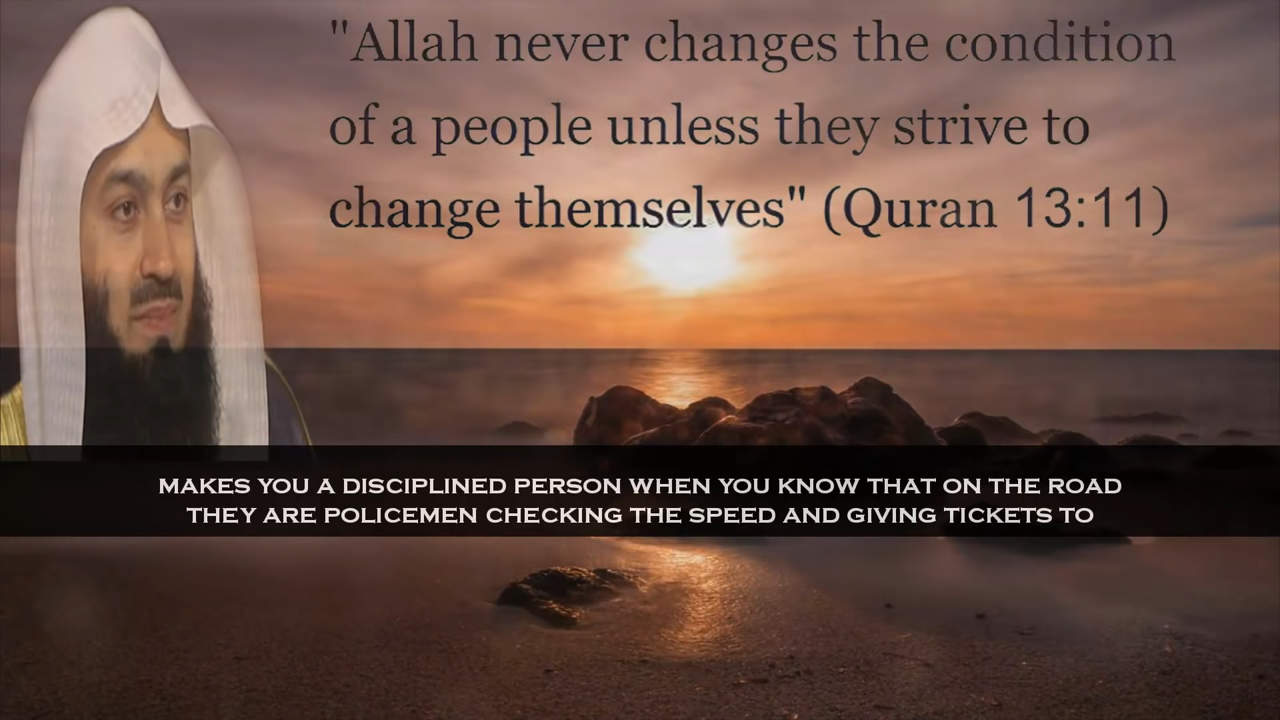 "Allah never changes the condition
of a people unless they strive to
change themselves" (Quran 13:11)
MAKES YOU A DISCIPLINED PERSON WHEN YOU KNOW THAT ON THE ROAD
THEY ARE POLICEMEN CHECKING THE SPEED AND GIVING TICKETS TO